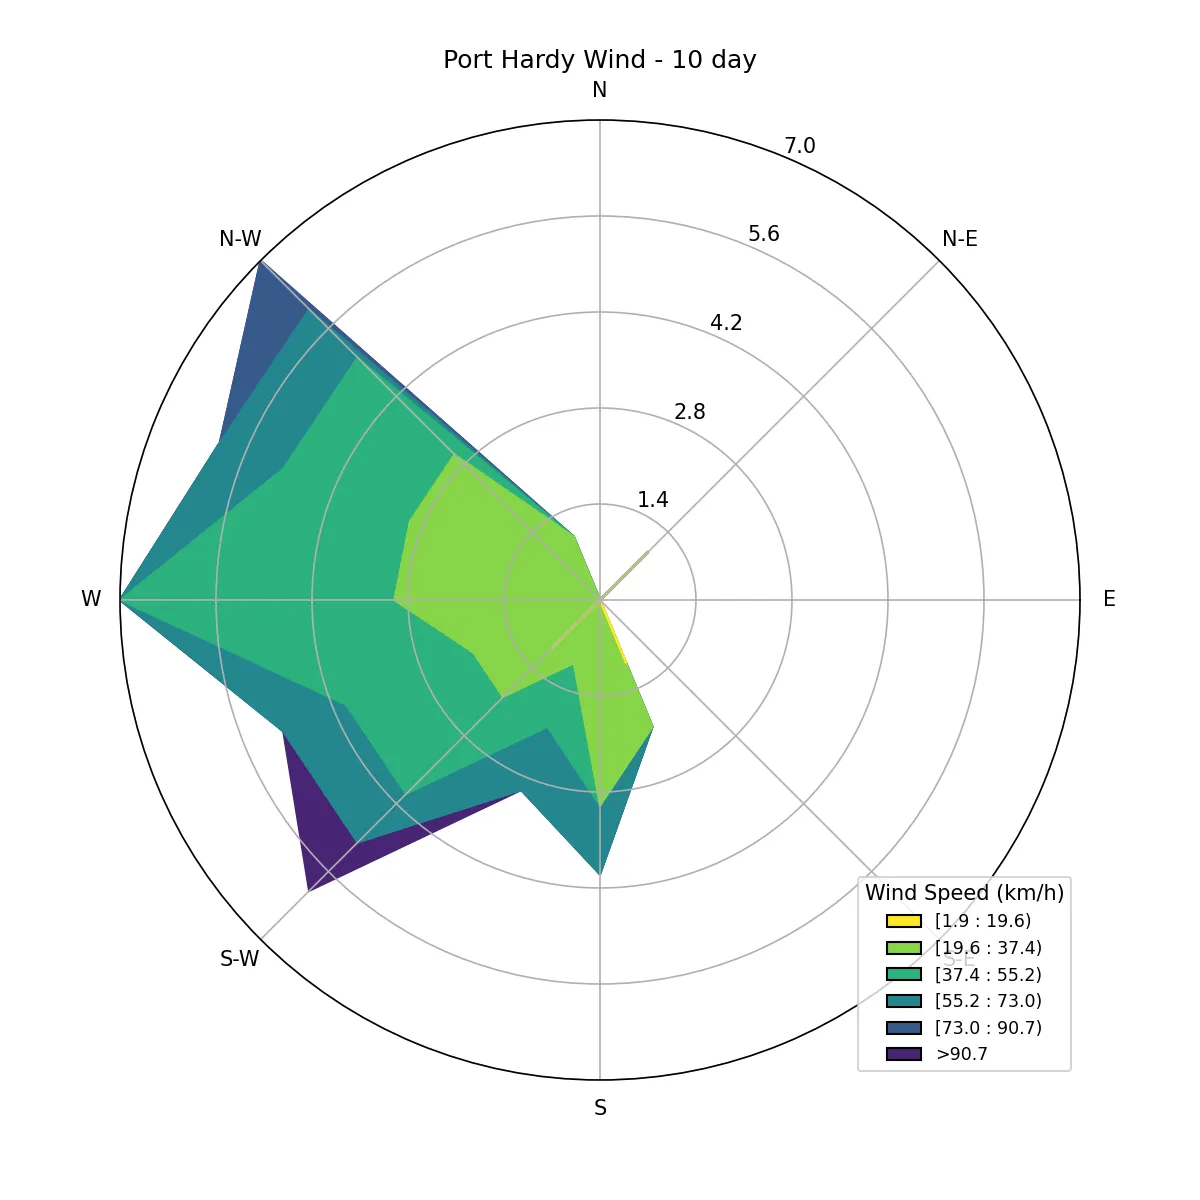 Port Hardy Wind - 10 day
N
7.0
N-W
N-E
5.6
4.2
2.8
1.4
W
E
S-W
S-E
S
Wind Speed (km/h)
[1.9 : 19.6)
[19.6 : 37.4)
[37.4 : 55.2)
[55.2 : 73.0)
[73.0 : 90.7)
>90.7